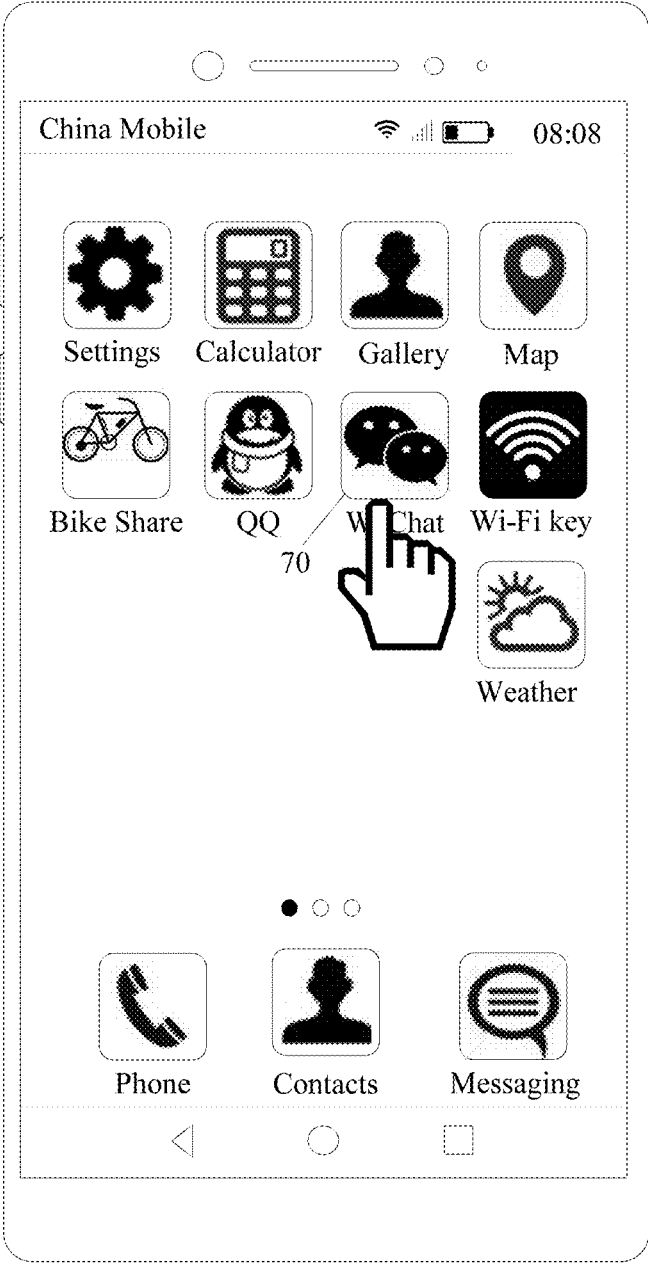 China Mobile 08:08
Settings Calculator Gallery Map
Bike Share QQ W Chat Wi-Fi key
70
Weather
Phone Contacts Messaging